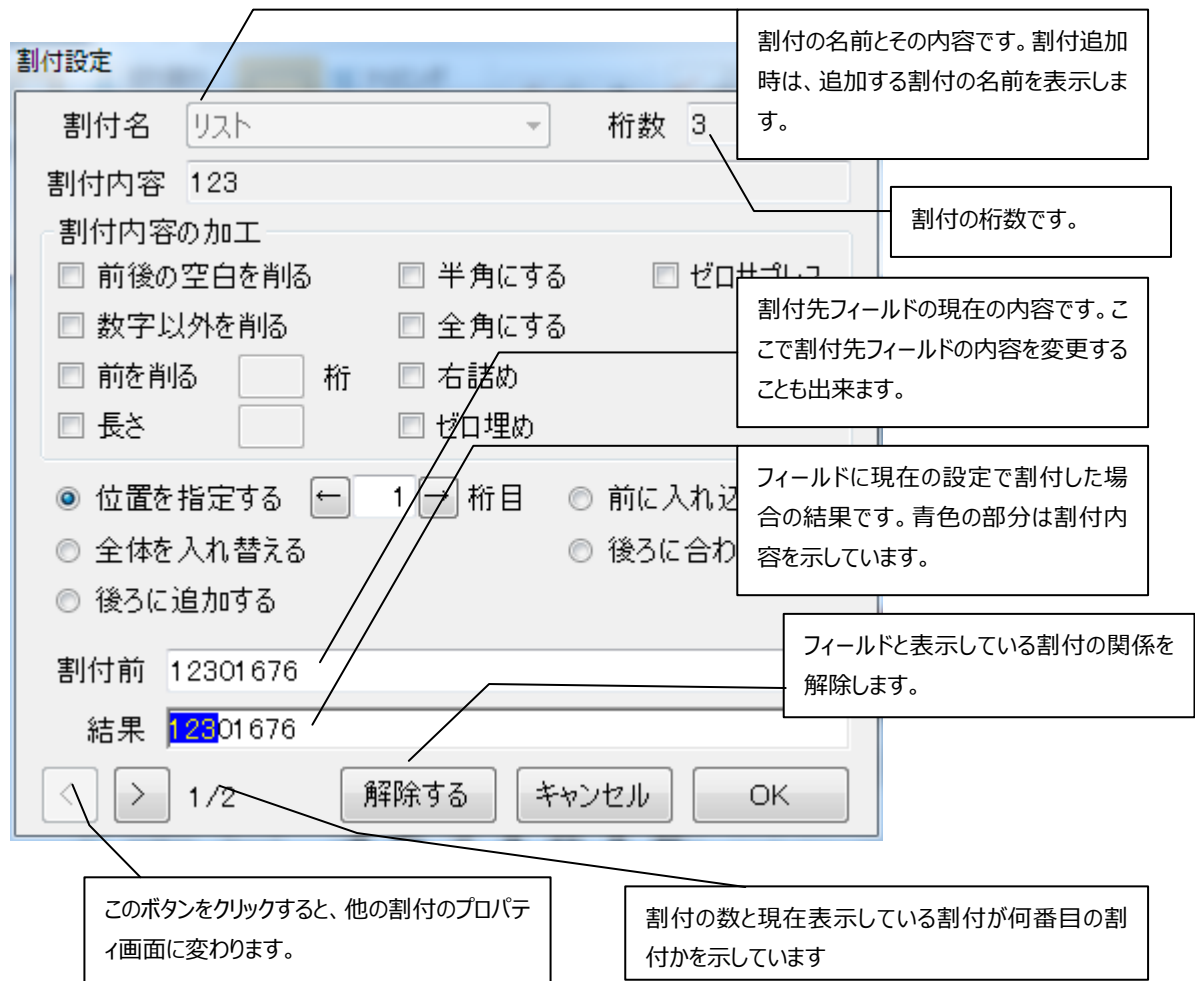 割付の名前とその内容です。割付追加
時は、追加する割付の名前を表示しま
す。
割付設定
割付名 リスト 桁数 3
割付内容 123
割付の桁数です。
割付内容の加工
前後の空白を削る 半角にする
数字以外を削る 全角にする
前を削る 桁 右詰め
長さ ゼロ埋め
割付先フィールドの現在の内容です。こ
こで割付先フィールドの内容を変更する
ことも出来ます。
位置を指定する ← 1 → 桁目 前に入れ
全体を入れ替える 後ろに合わ
後ろに追加する
フィールドに現在の設定で割付した場
合の結果です。青色の部分は割付内
容を示しています。
割付前 12301676
結果 12301676
フィールドと表示している割付の関係を
解除します。
< > 1/2 解除する キャンセル OK
このボタンをクリックすると、他の割付のプロパテ
ィ画面に変わります。
割付の数と現在表示している割付が何番目の割
付かを示しています